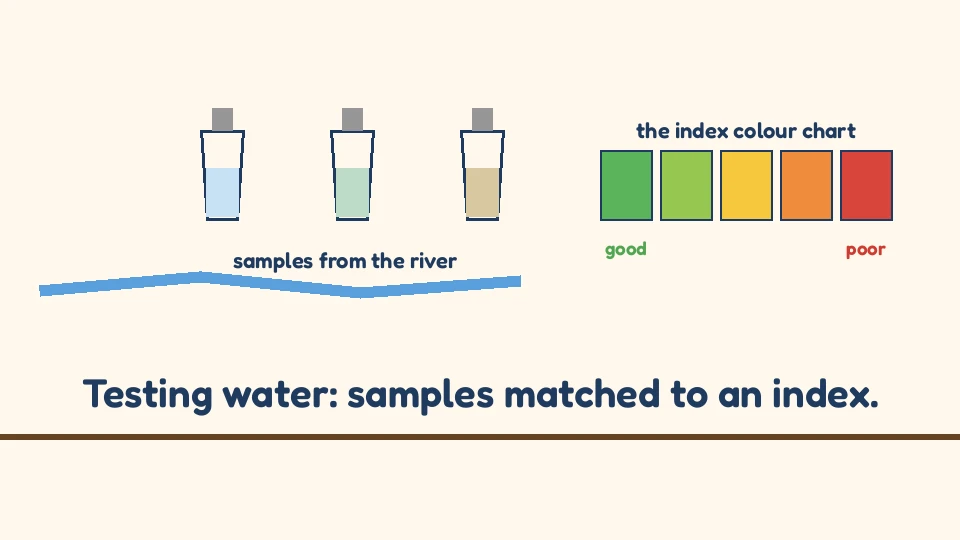 the index colour chart
good
poor
samples from the river
Testing water: samples matched to an index.